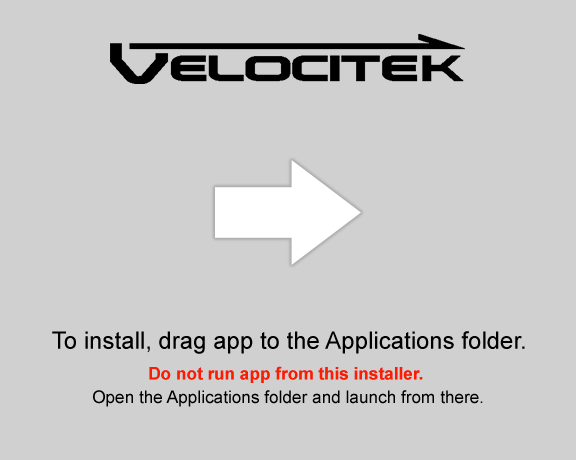 VELOCITEK
To install, drag app to the Applications folder.
Do not run app from this installer.
Open the Applications folder and launch from there.